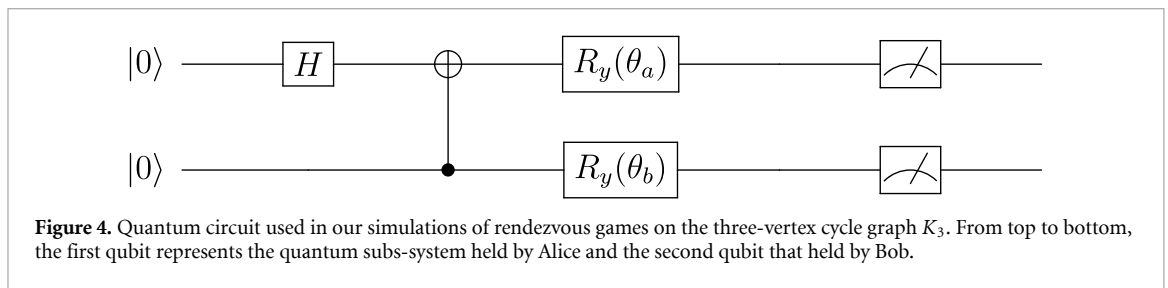 |0⟩ H R_y(θ_a)
|0⟩ R_y(θ_b)
Figure 4. Quantum circuit used in our simulations of rendezvous games on the three-vertex cycle graph K_3. From top to bottom,
the first qubit represents the quantum subs-system held by Alice and the second qubit that held by Bob.